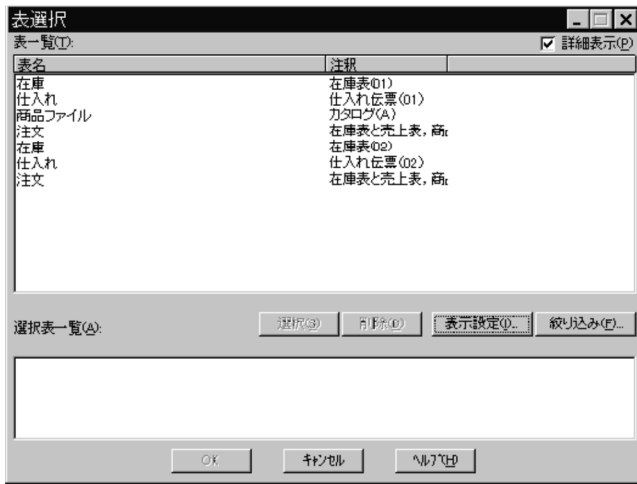 表選択
表一覧(T):
詳細表示(P)
表名 注釈
在庫 在庫表(01)
仕入れ 仕入れ伝票(01)
商品ファイル カタログ(A)
注文 在庫表と売上表，商
在庫 在庫表(02)
仕入れ 仕入れ伝票(02)
注文 在庫表と売上表，商
選択表一覧(A):
選択(S) 削除(D) 表示設定(I)... 絞り込み(F)...
OK キャンセル ヘルプ(H)